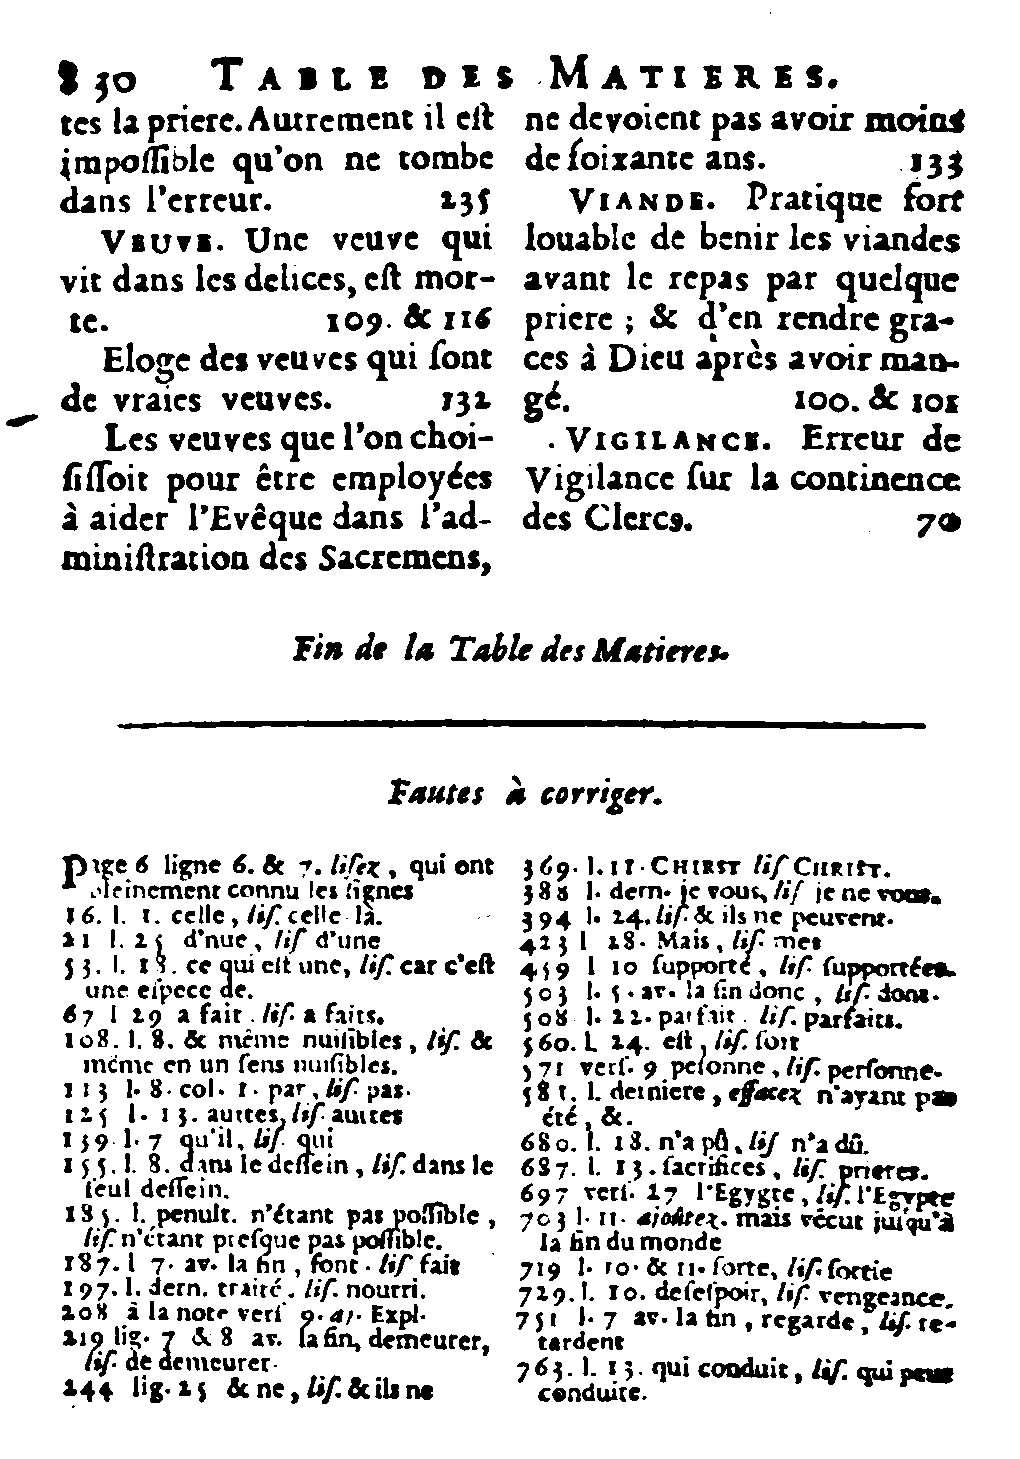 830 TABLE DES MATIERES.
tes la priere. Autrement il eſt
impoſſible qu'on ne tombe
dans l'erreur. 235
VEUVE. Une veuve qui
vit dans les delices, eſt mor-
te. 109. & 116
Eloge des veuves qui ſont
de vraies veuves. 132
Les veuves que l'on choi-
ſiſſoit pour être employées
à aider l'Evêque dans l'ad-
miniſtration des Sacremens,
ne devoient pas avoir moins
de ſoixante ans. 133
VIANDE. Pratique fort
louable de benir les viandes
avant le repas par quelque
priere ; & d'en rendre gra-
ces à Dieu après avoir man-
gé. 100. & 101
VIGILANCE. Erreur de
Vigilance ſur la continence
des Clercs. 70
Fin de la Table des Matieres.
Fautes à corriger.
Page 6 ligne 6. & 7. liſez, qui ont
pleinement connu les ſignes
16. l. 1. celle, liſ. celle là.
21 l. 25 d'nue, liſ d'une
53. l. 18. ce qui eſt une, liſ. car c'eſt
une eſpece de.
67 l 29 a fait. liſ. a faits.
108. l. 8. & même nuiſibles, liſ. &
même en un ſens nuiſibles.
113 l. 8. col. 1. par, liſ. pas.
125 l. 13. auttes, liſ. autres
139 l. 7 qu'il, liſ. qui
155. l. 8. dans le deſſein, liſ. dans le
ſeul deſſein.
185. l. penult. n'étant pas poſſible,
liſ. n'étant preſque pas poſſible.
187. l 7. av. la fin, font. liſ fait
197. l. dern. traité. liſ. nourri.
208 à la note verſ 9. Expl.
219 lig. 7 & 8 av. la fin, demeurer,
liſ. de demeurer.
244 lig. 25 & ne, liſ. & ils ne
369. l. 11. CHIRST liſ CHRIST.
388 l. dern. je vous, liſ je ne vous.
394 l. 24. liſ. & ils ne peuvent.
423 l 28. Mais, liſ. mes
459 l 10 ſupporté, liſ. ſupportées.
503 l. 5. av. la fin donc, liſ. dont.
508 l. 22. parfait. liſ. parfaits.
560. l. 24. eſt, liſ. ſoit
571 verſ. 9 peſonne, liſ. perſonne.
581. l. derniere, effacez n'ayant pas
été, &.
680. l. 18. n'a pû, liſ n'a dû.
687. l. 13. ſacrifices, liſ. prieres.
697 verſ. 27 l'Egygte, liſ. l'Egypte
703 l. 11. ajoûtez. mais vécut juſqu'à
la fin du monde
719 l. 10. & 11. ſorte, liſ. ſortie
729. l. 10. deſeſpoir, liſ. vengeance.
751 l. 7 av. la fin, regarde, liſ. re-
tardent
763. l. 13. qui conduit, liſ. qui peut
conduire.